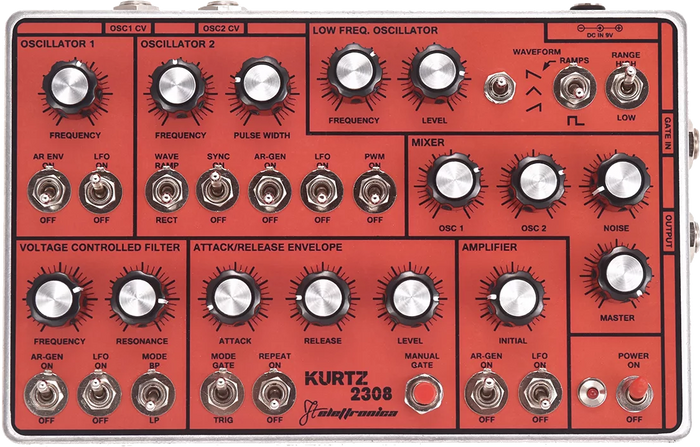 OSC1 CV
OSC2 CV
DC IN 9V
OSCILLATOR 1
FREQUENCY
AR ENV
ON
OFF
LFO
ON
OFF
OSCILLATOR 2
FREQUENCY
PULSE WIDTH
WAVE
RAMP
RECT
SYNC
ON
OFF
AR-GEN
ON
OFF
LFO
ON
OFF
PWM
ON
OFF
LOW FREQ. OSCILLATOR
FREQUENCY
LEVEL
WAVEFORM
RAMPS
RANGE
HIGH
LOW
GATE IN
MIXER
OSC 1
OSC 2
NOISE
MASTER
OUTPUT
VOLTAGE CONTROLLED FILTER
FREQUENCY
RESONANCE
AR-GEN
ON
OFF
LFO
ON
OFF
MODE
BP
LP
ATTACK/RELEASE ENVELOPE
ATTACK
RELEASE
LEVEL
MODE
GATE
TRIG
REPEAT
ON
OFF
KURTZ
2308
JT elettronica
MANUAL
GATE
AMPLIFIER
INITIAL
AR-GEN
ON
OFF
LFO
ON
OFF
POWER
ON
OFF